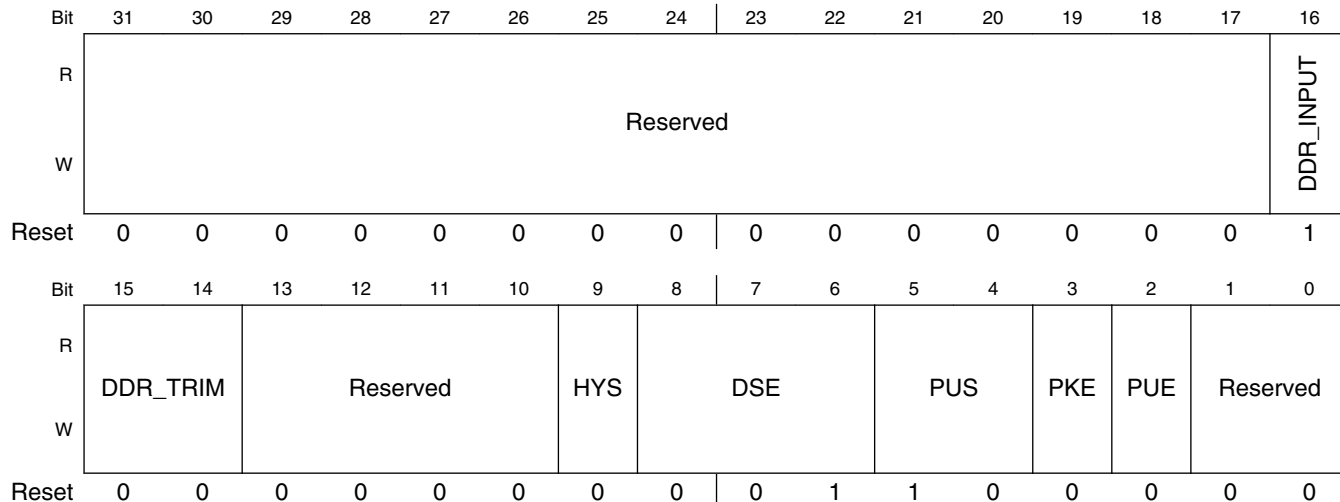 Bit 31 30 29 28 27 26 25 24 23 22 21 20 19 18 17 16
R
Reserved
DDR_INPUT
W
Reset 0 0 0 0 0 0 0 0 0 0 0 0 0 0 0 1
Bit 15 14 13 12 11 10 9 8 7 6 5 4 3 2 1 0
R
DDR_TRIM Reserved HYS DSE PUS PKE PUE Reserved
W
Reset 0 0 0 0 0 0 0 0 0 1 1 0 0 0 0 0